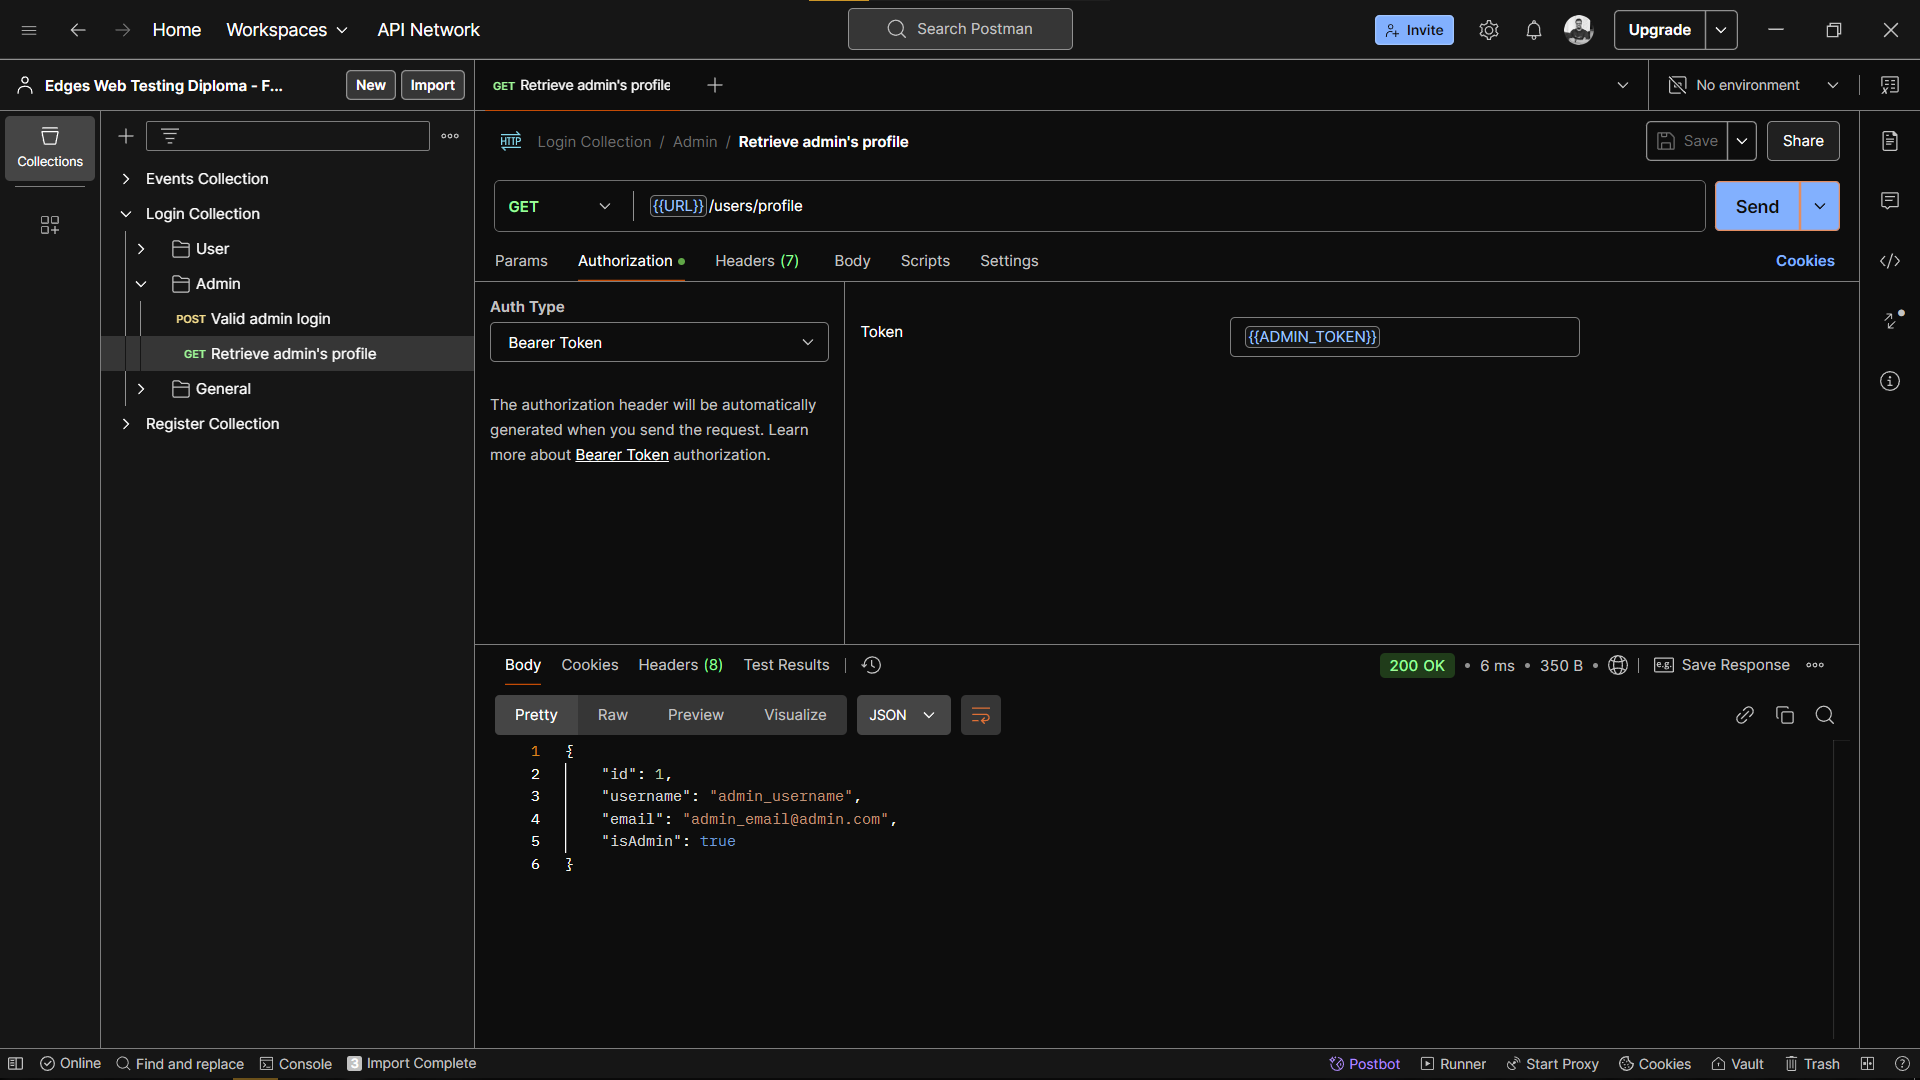 Home Workspaces API Network Search Postman Invite Upgrade
Edges Web Testing Diploma - F... New Import GET Retrieve admin's profile No environment
Collections
Events Collection
Login Collection
User
Admin
POST Valid admin login
GET Retrieve admin's profile
General
Register Collection
HTTP Login Collection / Admin / Retrieve admin's profile Save Share
GET {{URL}}/users/profile Send
Params Authorization Headers (7) Body Scripts Settings Cookies
Auth Type
Bearer Token
The authorization header will be automatically
generated when you send the request. Learn
more about Bearer Token authorization.
Token {{ADMIN_TOKEN}}
Body Cookies Headers (8) Test Results 200 OK • 6 ms • 350 B • e.g. Save Response
Pretty Raw Preview Visualize JSON
1 {
2 "id": 1,
3 "username": "admin_username",
4 "email": "admin_email@admin.com",
5 "isAdmin": true
6 }
Online Find and replace Console 3 Import Complete Postbot Runner Start Proxy Cookies Vault Trash